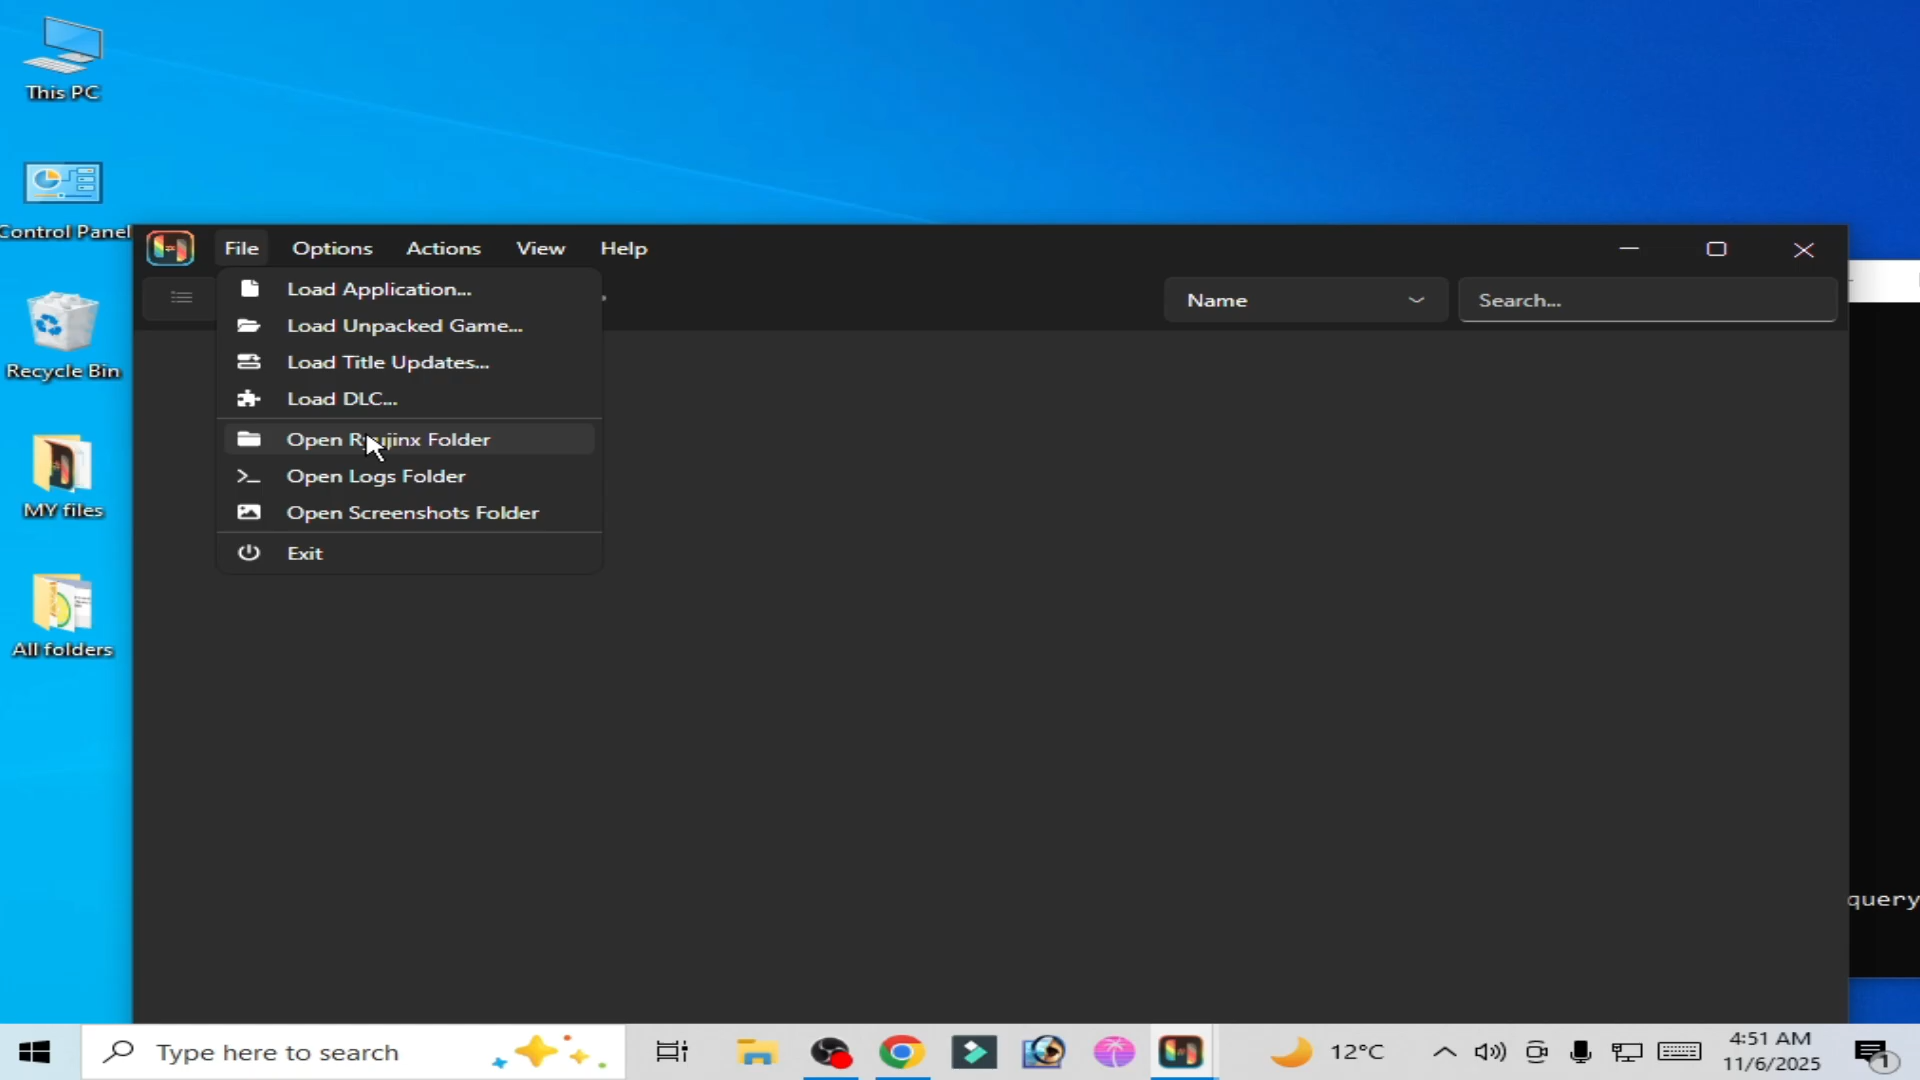 This PC
Control Panel
Recycle Bin
MY files
All folders
File Options Actions View Help
Name
Search...
Load Application...
Load Unpacked Game...
Load Title Updates...
Load DLC...
Open Ryujinx Folder
Open Logs Folder
Open Screenshots Folder
Exit
query
Type here to search
12°C
4:51 AM
11/6/2025
1